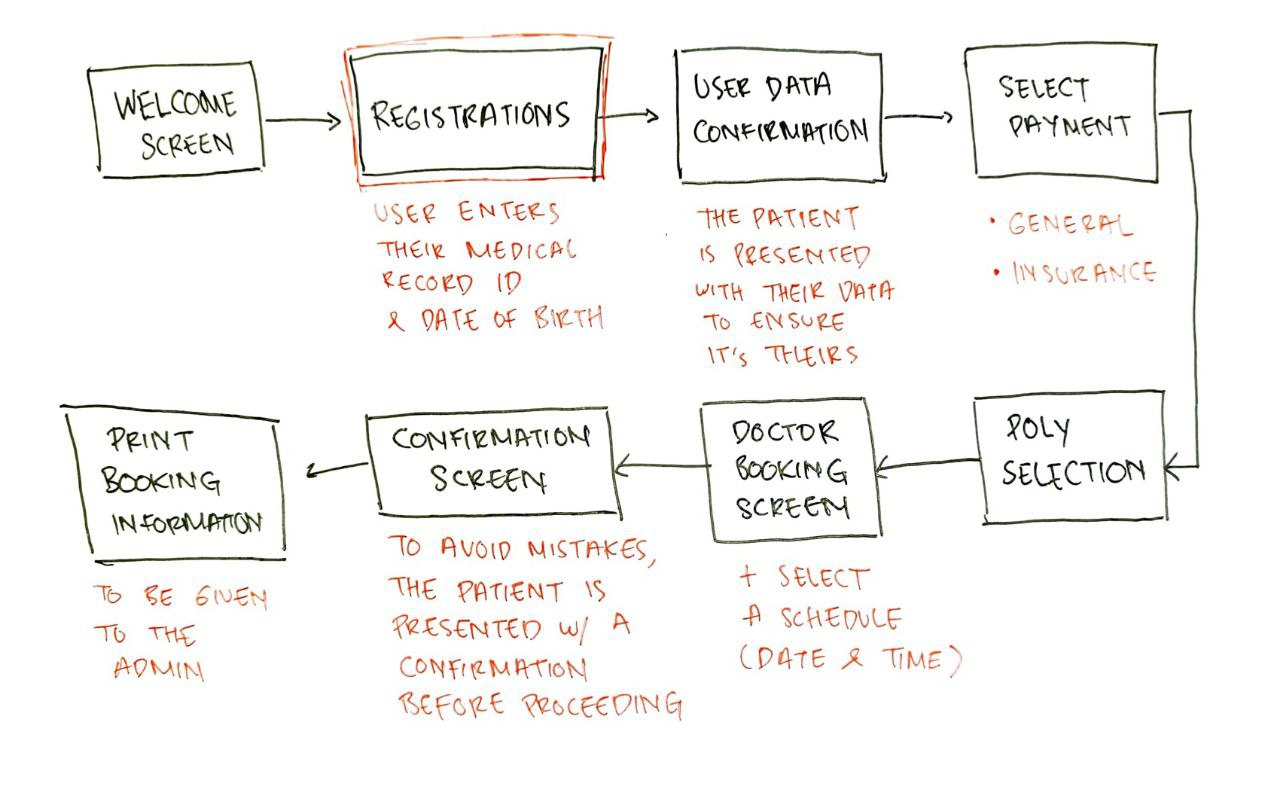 WELCOME
SCREEN
REGISTRATIONS
USER ENTERS
THEIR MEDICAL
RECORD ID
& DATE OF BIRTH
USER DATA
CONFIRMATION
THE PATIENT
IS PRESENTED
WITH THEIR DATA
TO ENSURE
IT'S THEIRS
SELECT
PAYMENT
• GENERAL
• INSURANCE
POLY
SELECTION
DOCTOR
BOOKING
SCREEN
+ SELECT
A SCHEDULE
(DATE & TIME)
CONFIRMATION
SCREEN
TO AVOID MISTAKES,
THE PATIENT IS
PRESENTED W/ A
CONFIRMATION
BEFORE PROCEEDING
PRINT
BOOKING
INFORMATION
TO BE GIVEN
TO THE
ADMIN